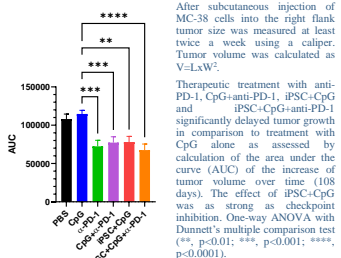 ****
**
***
***
150000
100000
50000
0
AUC
PBS
CpG
α-PD-1
CpG+α-PD-1
iPSC+CpG
SC+CpG+α-PD-1
After subcutaneous injection of
MC-38 cells into the right flank
tumor size was measured at least
twice a week using a caliper.
Tumor volume was calculated as
V=LxW².
Therapeutic treatment with anti-
PD-1, CpG+anti-PD-1, iPSC+CpG
and iPSC+CpG+anti-PD-1
significantly delayed tumor growth
in comparison to treatment with
CpG alone as assessed by
calculation of the area under the
curve (AUC) of the increase of
tumor volume over time (108
days). The effect of iPSC+CpG
was as strong as checkpoint
inhibition. One-way ANOVA with
Dunnett's multiple comparison test
(**, p<0.01; ***, p<0.001; ****,
p<0.0001).